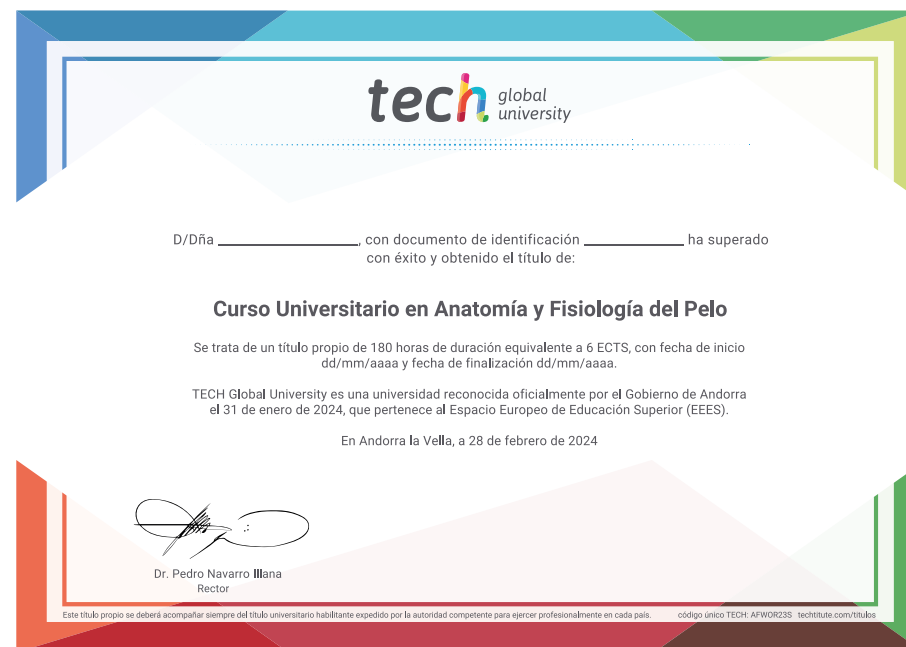 tech global university
D/Dña ____________, con documento de identificación ____________ ha superado
con éxito y obtenido el título de:
Curso Universitario en Anatomía y Fisiología del Pelo
Se trata de un título propio de 180 horas de duración equivalente a 6 ECTS, con fecha de inicio
dd/mm/aaaa y fecha de finalización dd/mm/aaaa.
TECH Global University es una universidad reconocida oficialmente por el Gobierno de Andorra
el 31 de enero de 2024, que pertenece al Espacio Europeo de Educación Superior (EEES).
En Andorra la Vella, a 28 de febrero de 2024
Dr. Pedro Navarro Illana
Rector
Este título propio se deberá acompañar siempre del título universitario habilitante expedido por la autoridad competente para ejercer profesionalmente en cada país. código único TECH: AFWOR23S techtitute.com/titulos